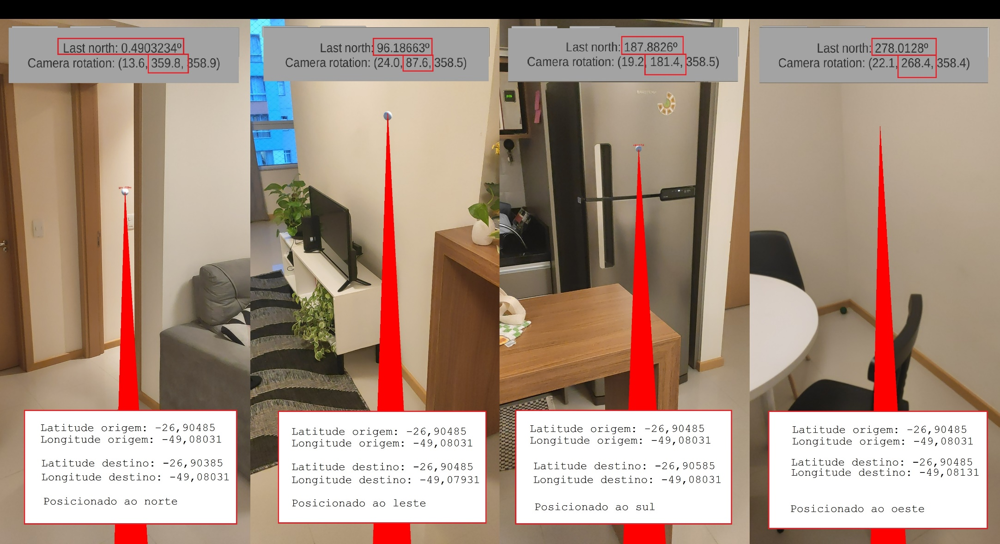 Last north: 0.4903234º
Camera rotation: (13.6, 359.8, 358.9)
Latitude origem: -26,90485
Longitude origem: -49,08031
Latitude destino: -26,90385
Longitude destino: -49,08031
Posicionado ao norte
Last north: 96.18663º
Camera rotation: (24.0, 87.6, 358.5)
Latitude origem: -26,90485
Longitude origem: -49,08031
Latitude destino: -26,90485
Longitude destino: -49,07931
Posicionado ao leste
Last north: 187.8826º
Camera rotation: (19.2, 181.4, 358.5)
Latitude origem: -26,90485
Longitude origem: -49,08031
Latitude destino: -26,90585
Longitude destino: -49,08031
Posicionado ao sul
Last north: 278.0128º
Camera rotation: (22.1, 268.4, 358.4)
Latitude origem: -26,90485
Longitude origem: -49,08031
Latitude destino: -26,90485
Longitude destino: -49,08131
Posicionado ao oeste